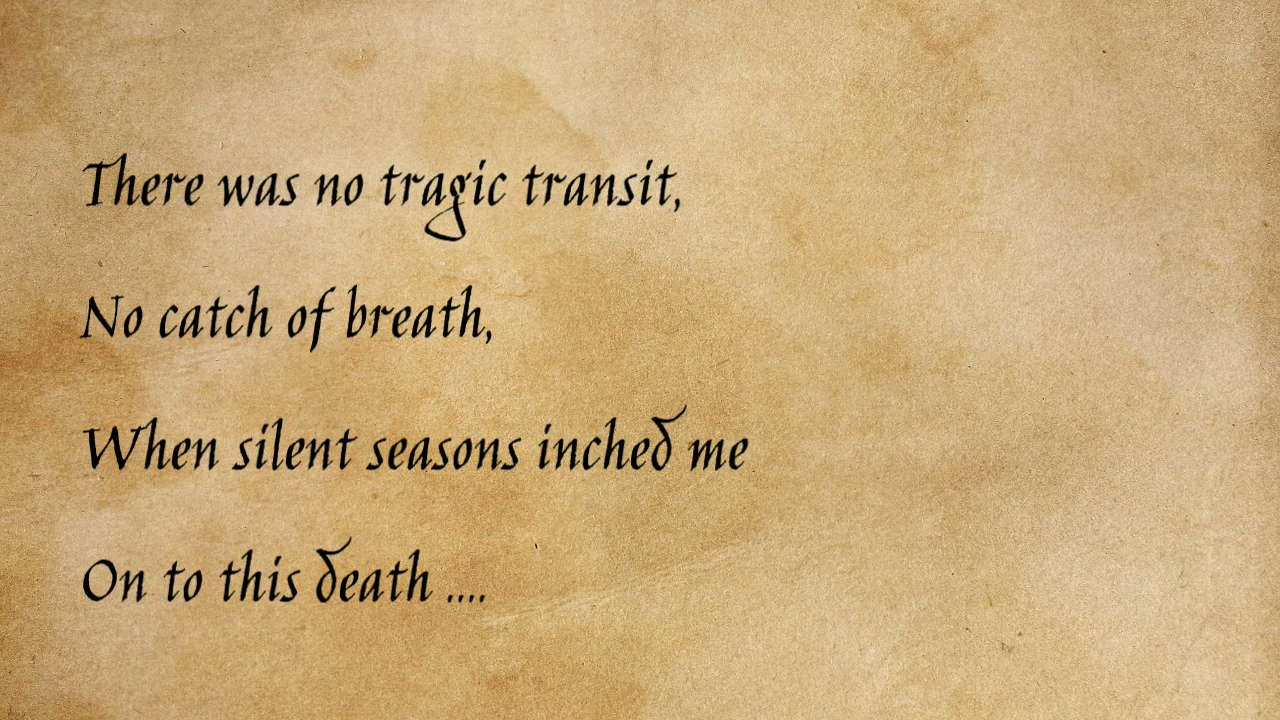 There was no tragic transit,
No catch of breath,
When silent seasons inched me
On to this death ....